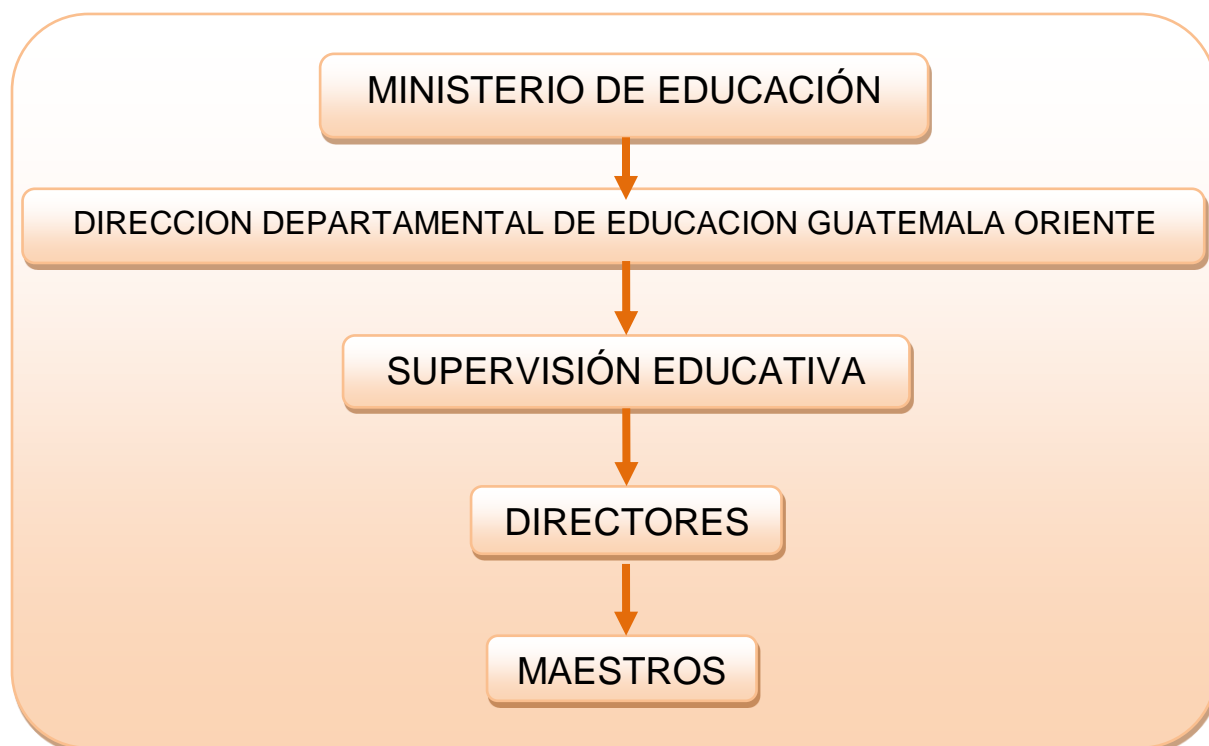 MINISTERIO DE EDUCACIÓN
DIRECCION DEPARTAMENTAL DE EDUCACION GUATEMALA ORIENTE
SUPERVISIÓN EDUCATIVA
DIRECTORES
MAESTROS